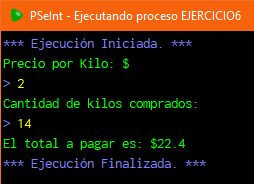 PSeInt - Ejecutando proceso EJERCICIO6
*** Ejecución Iniciada. ***
Precio por Kilo: $
> 2
Cantidad de kilos comprados:
> 14
El total a pagar es: $22.4
*** Ejecución Finalizada. ***